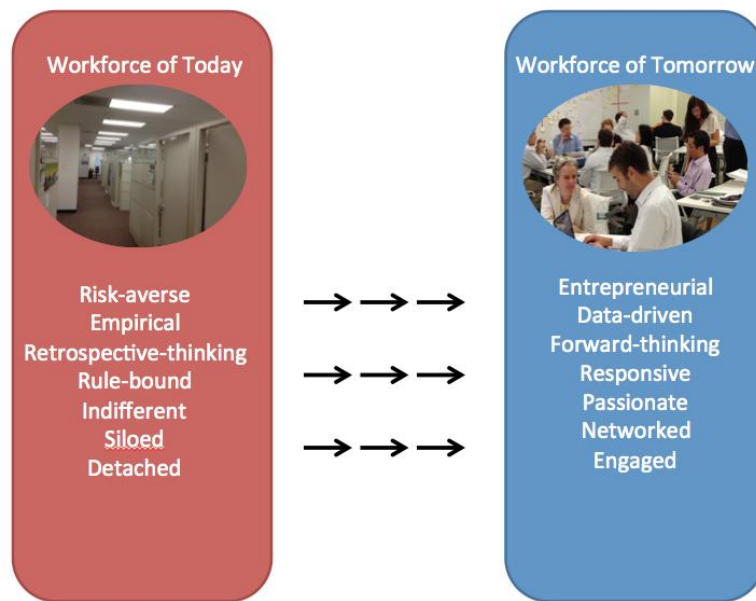 Workforce of Today
Risk-averse
Empirical
Retrospective-thinking
Rule-bound
Indifferent
Siloed
Detached
Workforce of Tomorrow
Entrepreneurial
Data-driven
Forward-thinking
Responsive
Passionate
Networked
Engaged